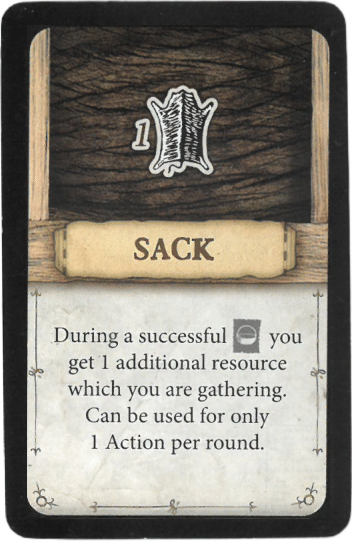 1
SACK
During a successful you
get 1 additional resource
which you are gathering.
Can be used for only
1 Action per round.